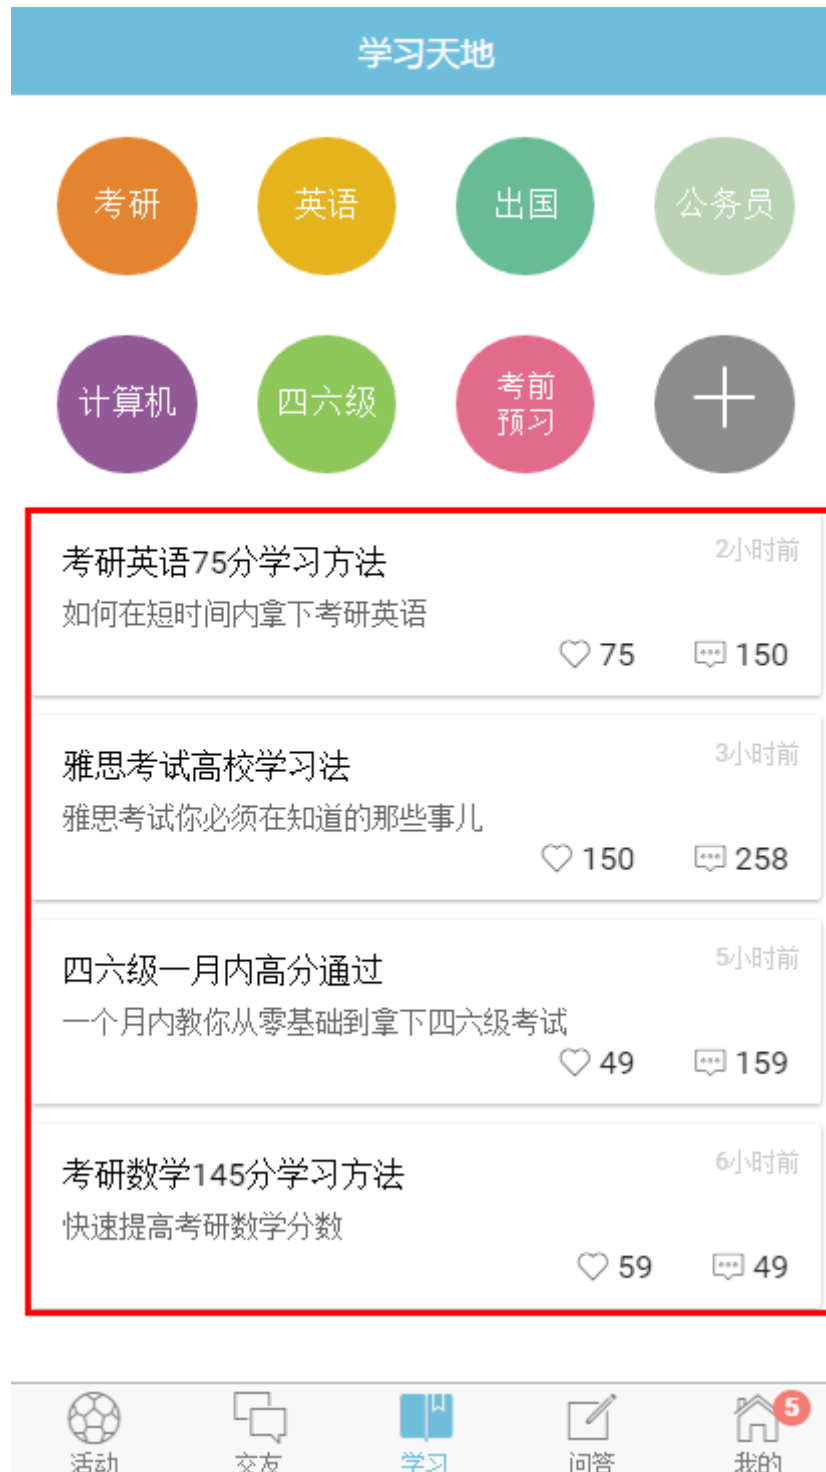 学习天地
考研
英语
出国
公务员
计算机
四六级
考前
预习
考研英语75分学习方法
2小时前
如何在短时间内拿下考研英语
75
150
雅思考试高校学习法
3小时前
雅思考试你必须在知道的那些事儿
150
258
四六级一月内高分通过
5小时前
一个月内教你从零基础到拿下四六级考试
49
159
考研数学145分学习方法
6小时前
快速提高考研数学分数
59
49
5
活动
交友
学习
问答
我的